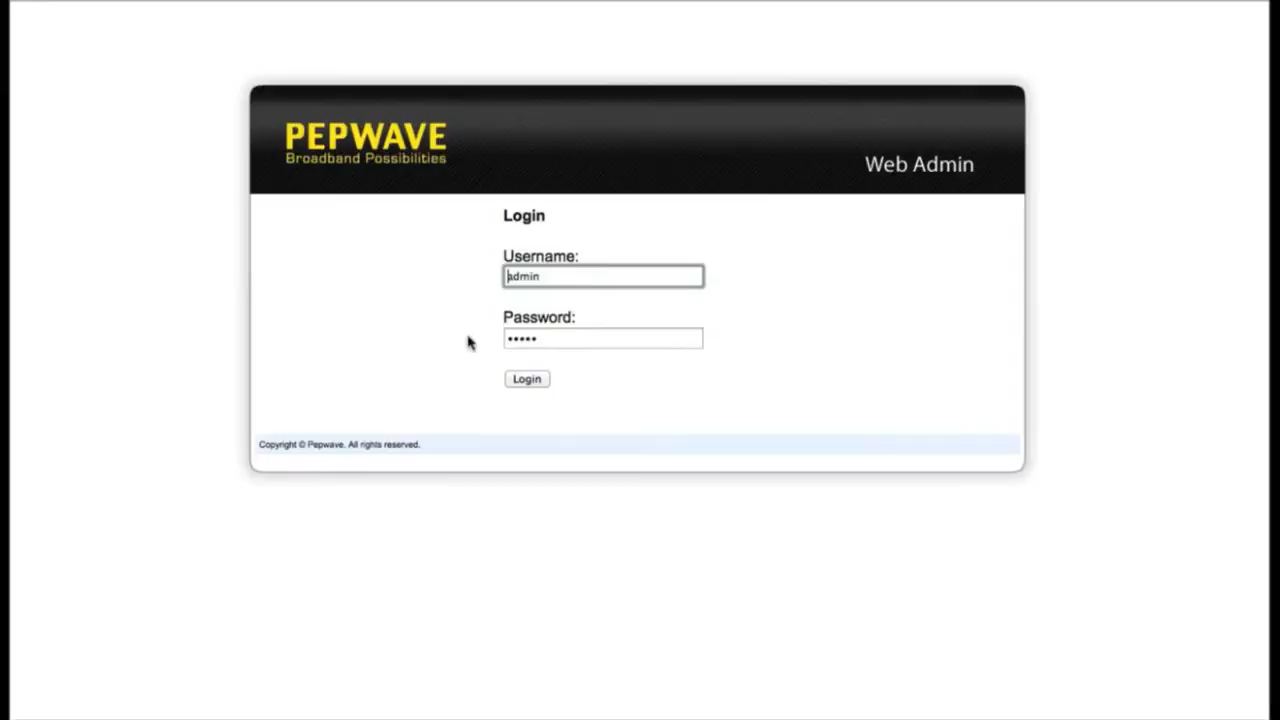 PEPWAVE
Broadband Possibilities
Web Admin
Login
Username:
admin
Password:
•••••
Login
Copyright © Pepwave. All rights reserved.